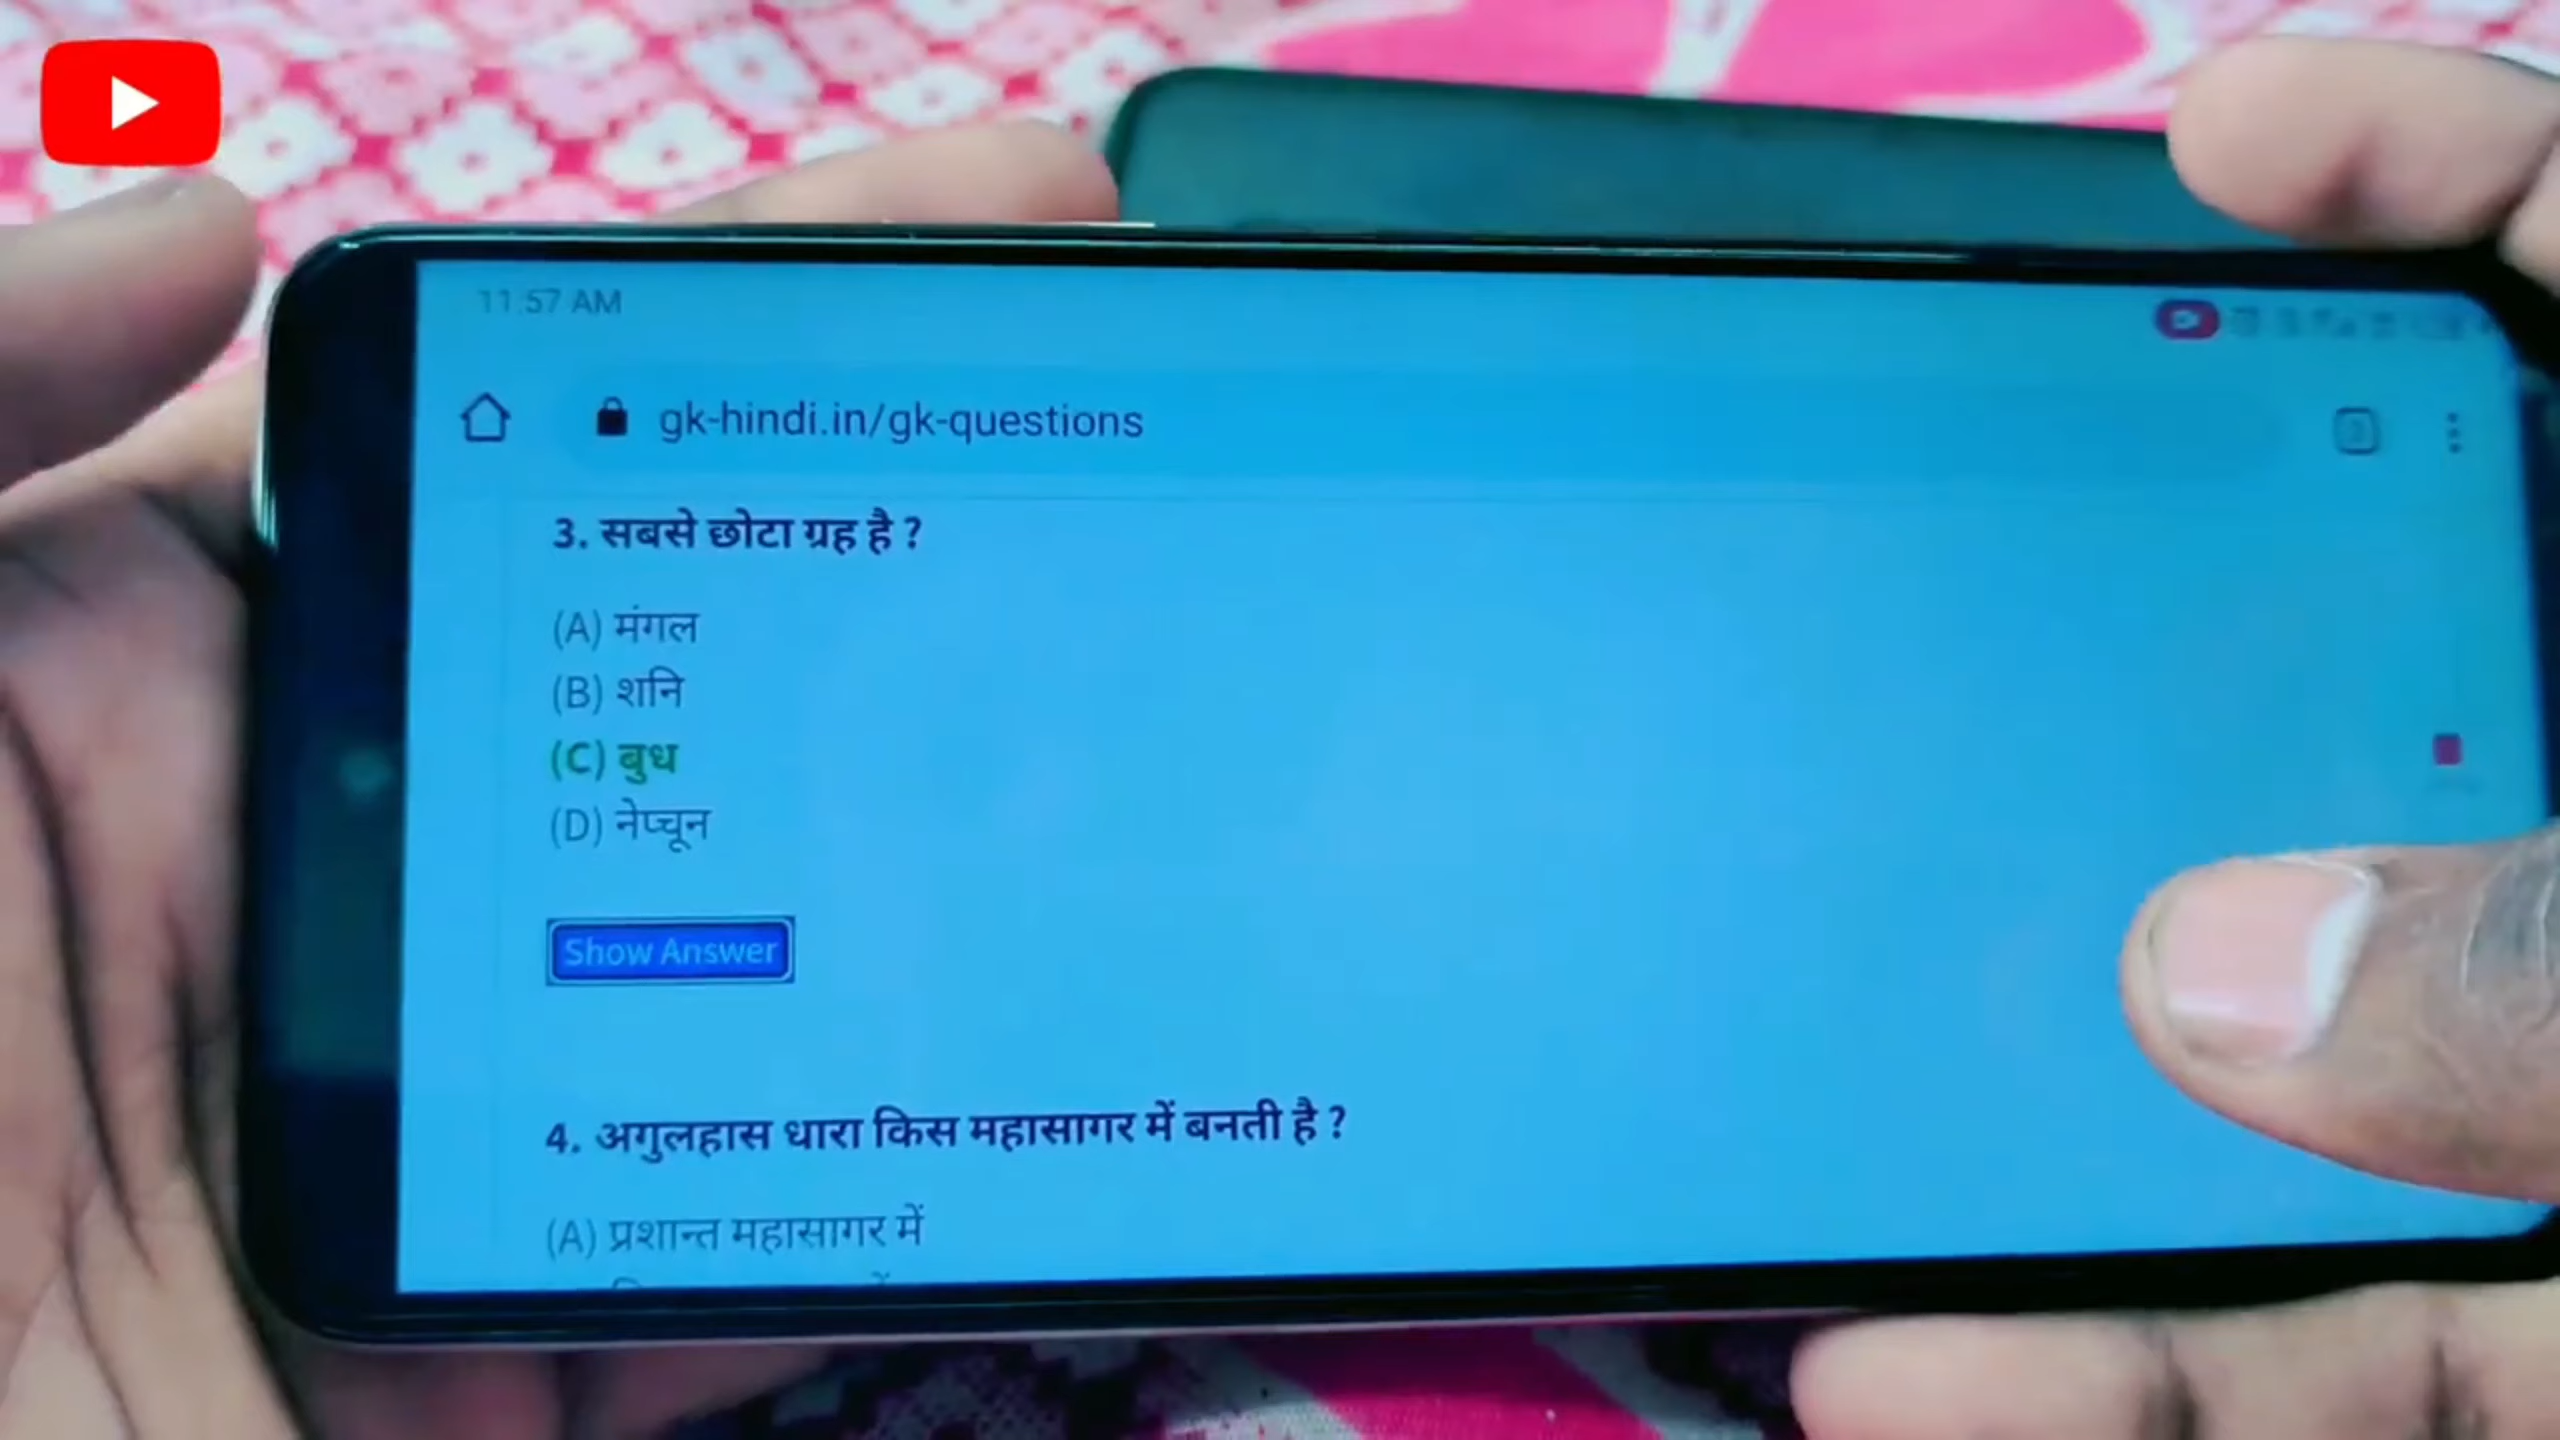 11:57 AM
gk-hindi.in/gk-questions
3. सबसे छोटा ग्रह है ?
(A) मंगल
(B) शनि
(C) बुध
(D) नेप्चून
Show Answer
4. अगुलहास धारा किस महासागर में बनती है ?
(A) प्रशान्त महासागर में